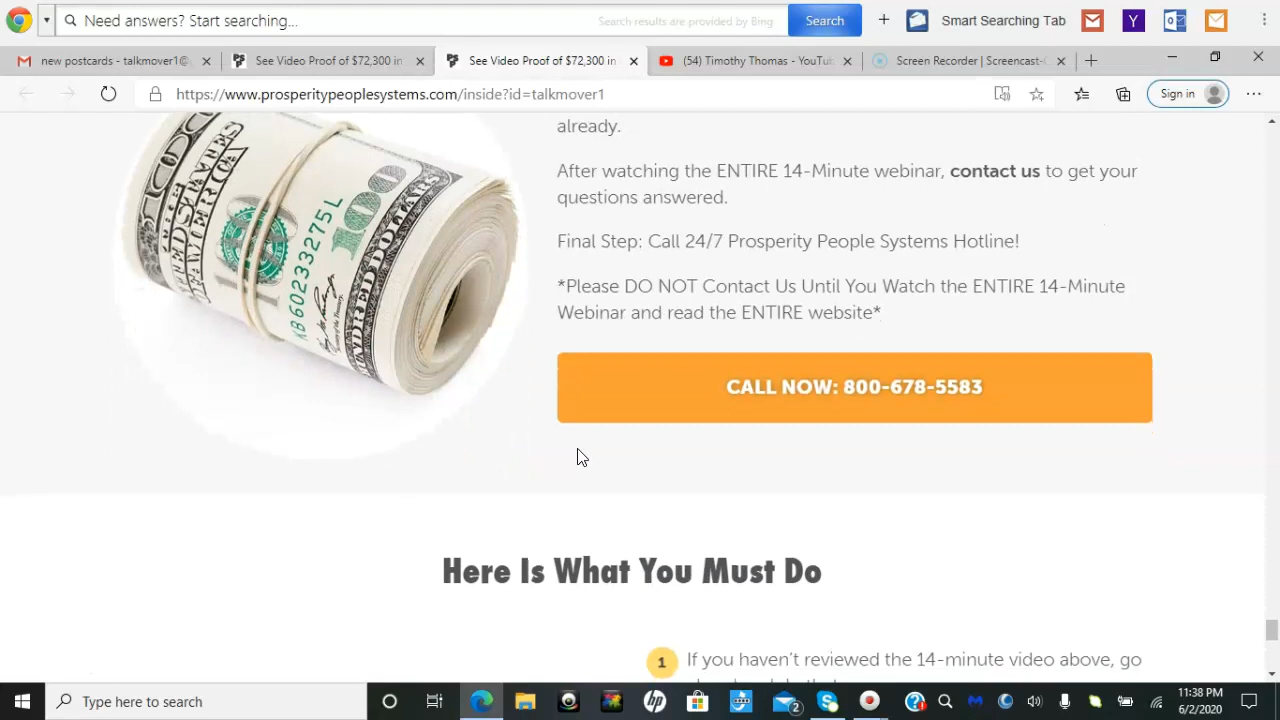 Need answers? Start searching...
Search results are provided by Bing
Search
Smart Searching Tab
new postcards - talkmover1@
See Video Proof of $72,300 in
See Video Proof of $72,300 in
(54) Timothy Thomas - YouTu
Screen Recorder | Screencast-
https://www.prosperitypeoplesystems.com/inside?id=talkmover1
Sign in
already.
After watching the ENTIRE 14-Minute webinar, contact us to get your
questions answered.
Final Step: Call 24/7 Prosperity People Systems Hotline!
*Please DO NOT Contact Us Until You Watch the ENTIRE 14-Minute
Webinar and read the ENTIRE website*
CALL NOW: 800-678-5583
KB60233275L
100
Here Is What You Must Do
1
If you haven't reviewed the 14-minute video above, go
Type here to search
hp
2
11:38 PM
6/2/2020